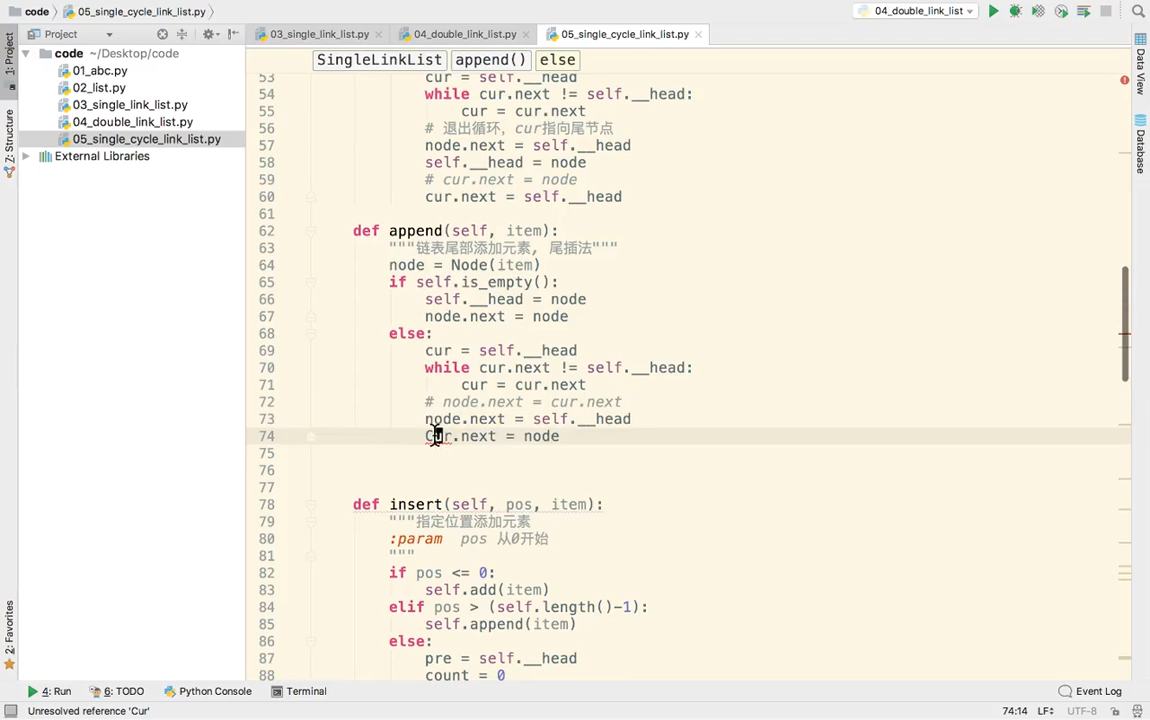 code 05_single_cycle_link_list.py 04_double_link_list
Project 03_single_link_list.py 04_double_link_list.py 05_single_cycle_link_list.py
1: Project
Z: Structure
2: Favorites
Data View
Database
code ~/Desktop/code
01_abc.py
02_list.py
03_single_link_list.py
04_double_link_list.py
05_single_cycle_link_list.py
External Libraries
SingleLinkList append() else
53 cur = self.__head
54 while cur.next != self.__head:
55 cur = cur.next
56 # 退出循环，cur指向尾节点
57 node.next = self.__head
58 self.__head = node
59 # cur.next = node
60 cur.next = self.__head
61
62 def append(self, item):
63 """链表尾部添加元素, 尾插法"""
64 node = Node(item)
65 if self.is_empty():
66 self.__head = node
67 node.next = node
68 else:
69 cur = self.__head
70 while cur.next != self.__head:
71 cur = cur.next
72 # node.next = cur.next
73 node.next = self.__head
74 Cur.next = node
75
76
77
78 def insert(self, pos, item):
79 """指定位置添加元素
80 :param pos 从0开始
81 """
82 if pos <= 0:
83 self.add(item)
84 elif pos > (self.length()-1):
85 self.append(item)
86 else:
87 pre = self.__head
88 count = 0
4: Run 6: TODO Python Console Terminal Event Log
Unresolved reference 'Cur' 74:14 LF÷ UTF-8